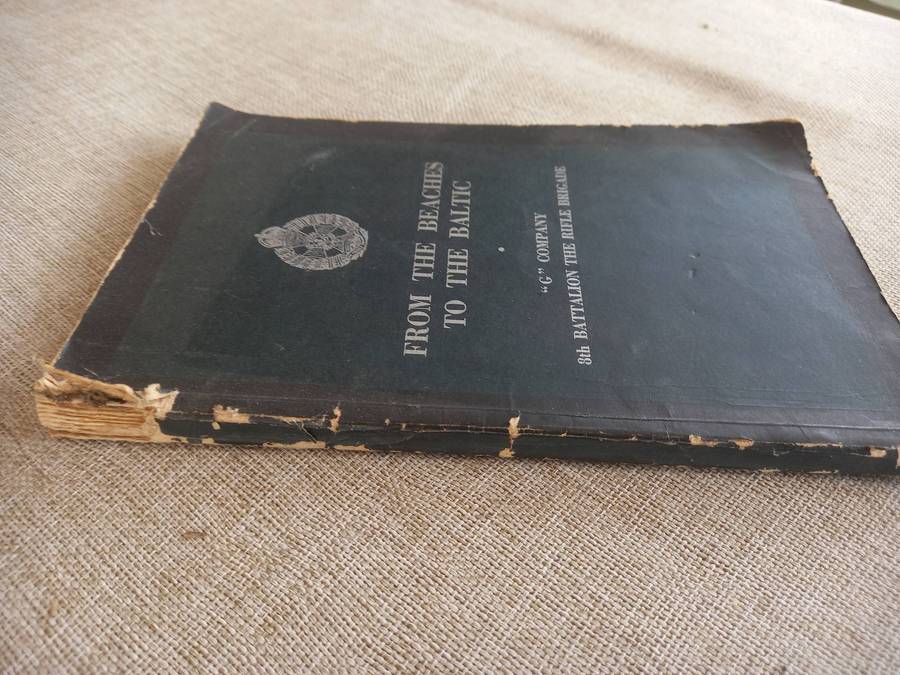 FROM THE BEACHES
TO THE BALTIC
"G" COMPANY
8th BATTALION THE RIFLE BRIGADE